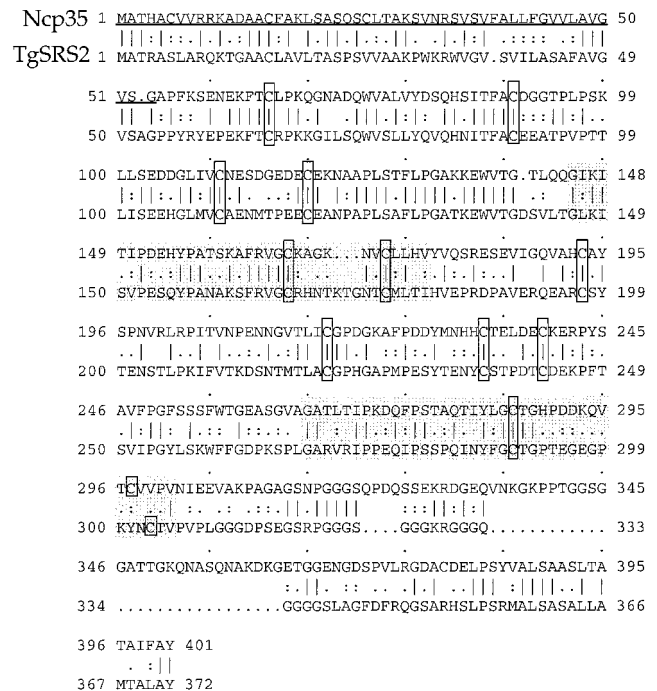 Ncp35 1 MATHACVVRRKADAACFAKLSASQSCLTAKSVNRSVSVFALLFGVVLAVG 50
TgSRS2 1 MATRASLARQKTGAACLAVLTASPSVVAAKPWKRWVGV.SVILASAFAVG 49
51 VS.GAPFKSENEKFTCLPKQGNADQWVALVYDSQHSITFACDGGTPLPSK 99
50 VSAGPPYRYEPEKFTCRPKKGILSQWVSLLYQVQHNITFACEEATPVPTT 99
100 LLSEDDGLIVCNESDGEDECEKNAAPLSTFLPGAKKEWVTG.TLQQGIKI 148
100 LISEEHGLMVCAENMTPEECEANPAPLSAFLPGATKEWVTGDSVLTGLKI 149
149 TIPDEHYPATSKAFRVGCKAGK...NVCLLHVYVQSRESEVIGQVAHCAY 195
150 SVPESQYPANAKSFRVGCRHNTKTGNTCMLTIHVEPRDPAVERQEARCSY 199
196 SPNVRLRPITVNPENNGVTLICGPDGKAFPDDYMNHHCTELDECKERPYS 245
200 TENSTLPKIFVTKDSNTMTLACGPHGAPMPESYTENYCSTPDTCDEKPFT 249
246 AVFPGFSSSFWTGEASGVAGATLTIPKDQFPSTAQTIYLGCTGHPDDKQV 295
250 SVIPGYLSKWFFGDPKSPLGARVRIPPEQIPSSPQINYFGCTGPTEGEGP 299
296 TCVVPVNIEEVAKPAGAGSNPGGGSQPDQSSEKRDGEQVNKGKPPTGGSG 345
300 KYNCTVPVPLGGGDPSEGSRPGGGS....GGGKRGGGQ 333
346 GATTGKQNASQNAKDKGETGGENGDSPVLRGDACDELPSYVALSAASLTA 395
334 .................GGGGSLAGFDFRQGSARHSLPSRMALSASALLA 366
396 TAIFAY 401
367 MTALAY 372